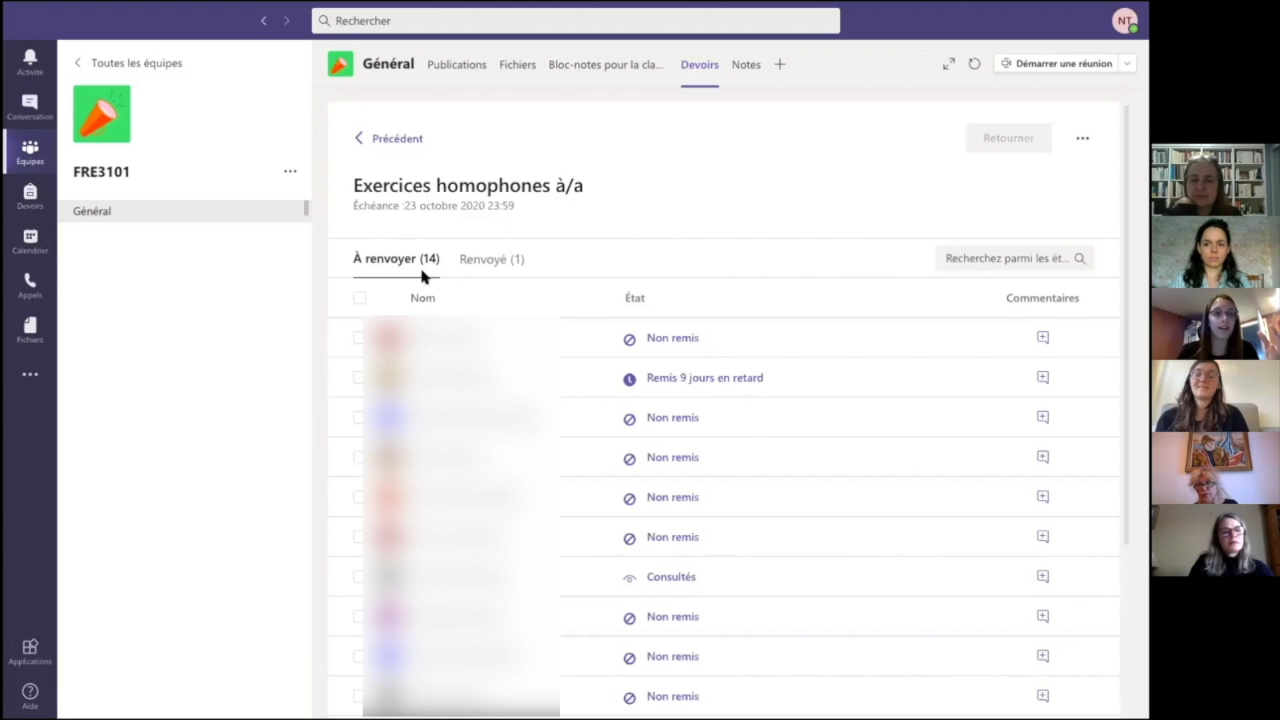 Rechercher
NT
Activité
Conversation
Équipes
Devoirs
Calendrier
Appels
Fichiers
Applications
Aide
Toutes les équipes
FRE3101
Général
Général
Publications
Fichiers
Bloc-notes pour la cla...
Devoirs
Notes
Démarrer une réunion
Précédent
Retourner
Exercices homophones à/a
Échéance :23 octobre 2020 23:59
À renvoyer (14)
Renvoyé (1)
Recherchez parmi les ét...
Nom
État
Commentaires
Non remis
Remis 9 jours en retard
Non remis
Non remis
Non remis
Non remis
Consultés
Non remis
Non remis
Non remis